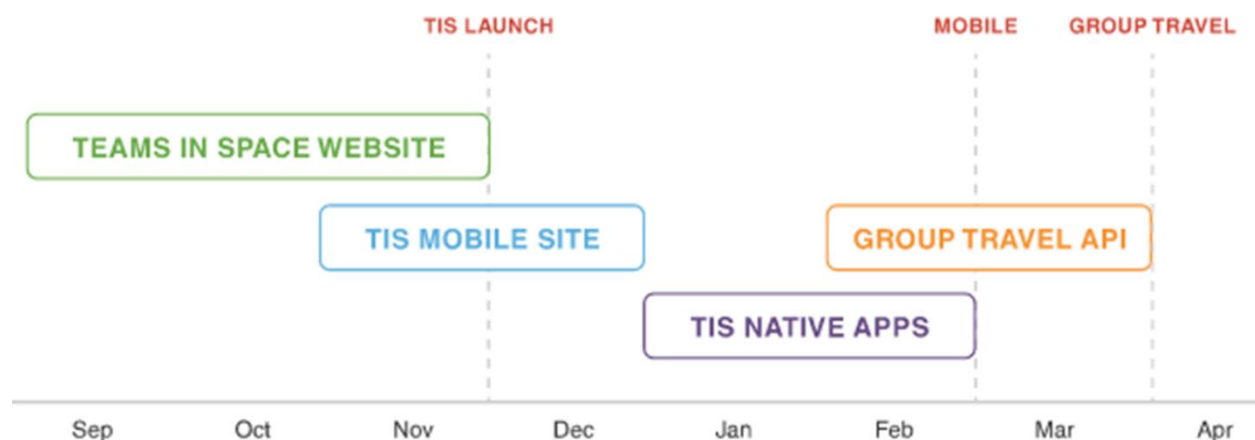 TIS LAUNCH
MOBILE
GROUP TRAVEL
TEAMS IN SPACE WEBSITE
TIS MOBILE SITE
GROUP TRAVEL API
TIS NATIVE APPS
Sep Oct Nov Dec Jan Feb Mar Apr